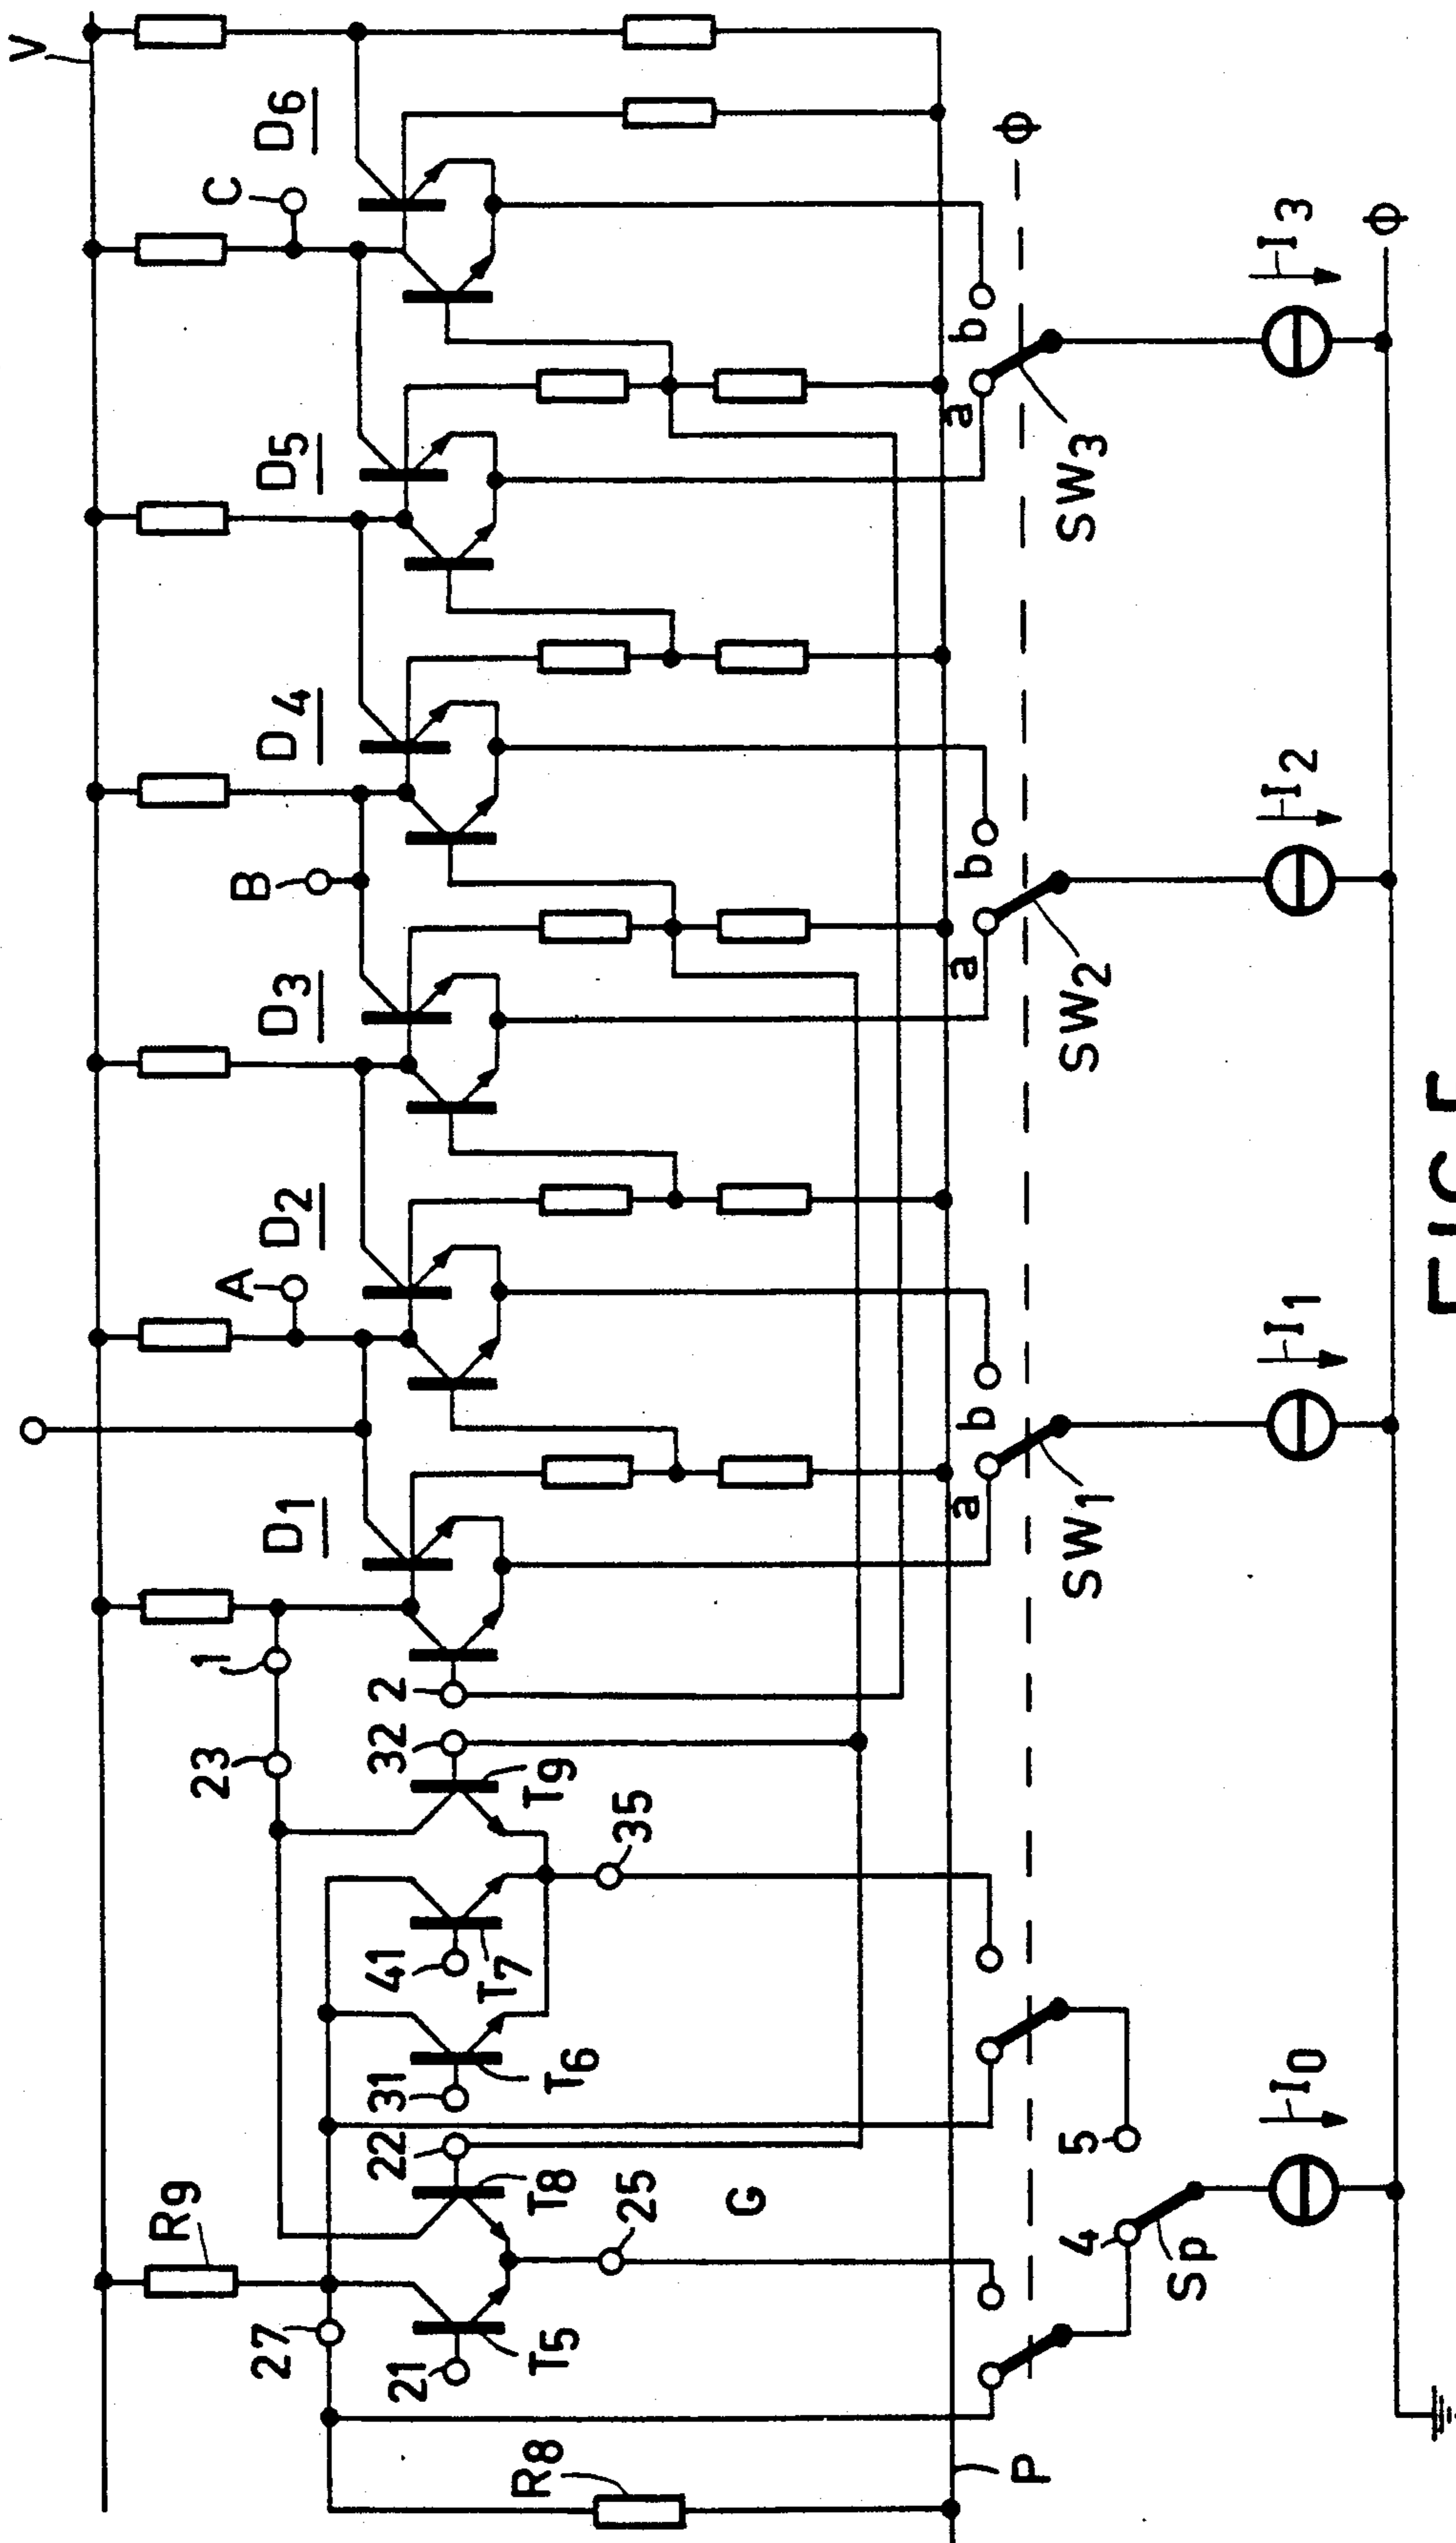 V
D1
D2
D3
D4
D5
D6
A
B
C
1
2
23
32
T9
35
41
T7
31
T6
22
T8
25
G
R9
27
21
T5
R8
P
a
b
SW1
a
b
SW2
a
b
SW3
ϕ
4
5
Sp
I0
I1
I2
I3
ϕ